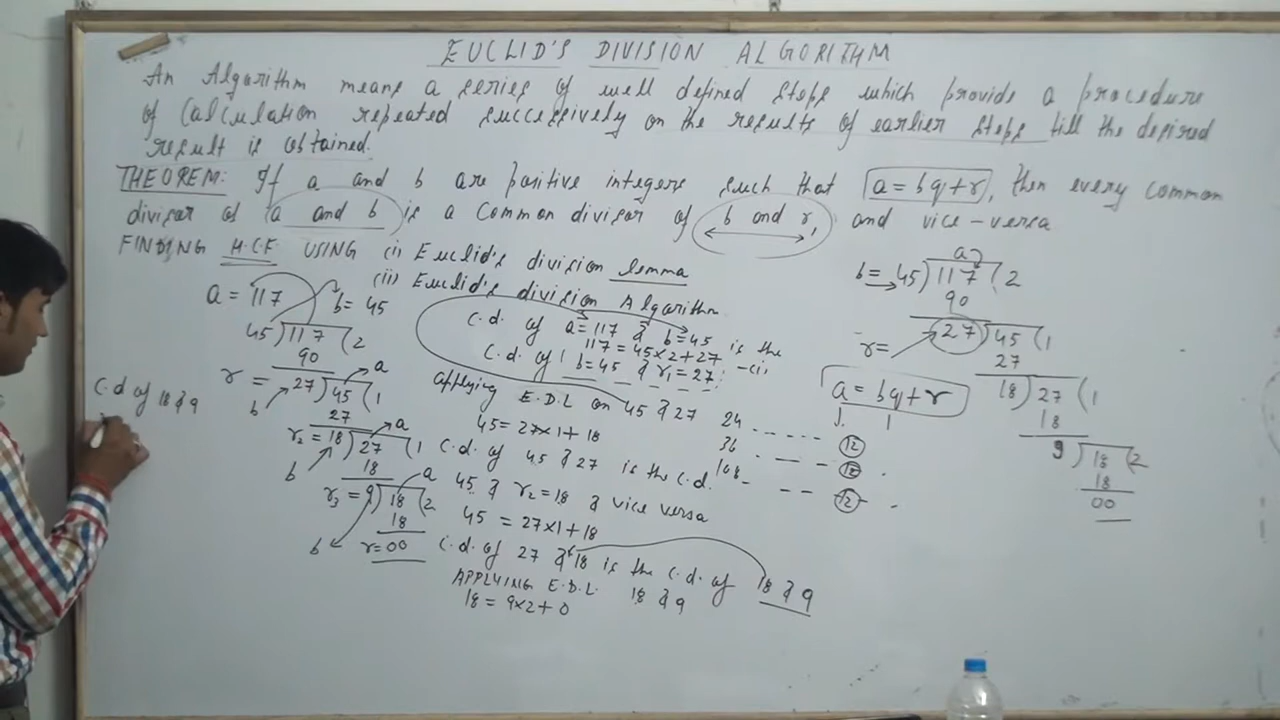 EUCLID'S DIVISION ALGORITHM
An Algorithm means a series of well defined steps which provide a procedure
of Calculation repeated successively on the results of earlier steps till the desired
result is obtained.
THEOREM: If a and b are positive integers such that a = bq + r, then every common
divisor of a and b is a common divisor of b and r, and vice-versa
FINDING H.C.F. USING (i) Euclid's division lemma
(ii) Euclid's division Algorithm
a = 117 b = 45
45) 117 (2
90
r = 27) 45 (1
a
b
27
r2 = 18) 27 (1
a
b
18
r3 = 9) 18 (2
a
18
b
r = 00
C.d of 18 & 9
C.d. of a = 117 & b = 45 is the
117 = 45 × 2 + 27 - (i)
C.d. of b = 45 & r1 = 27
Applying E.D.L on 45 & 27
45 = 27 × 1 + 18
C.d. of 45 & 27 is the c.d.
45 & r2 = 18 & vice versa
45 = 27 × 1 + 18
C.d. of 27 & 18 is the c.d. of 18 & 9
APPLYING E.D.L. 18 & 9
18 = 9 × 2 + 0
24 - - - - - 12
36 - - - - 12
108 - - - 12
a
b = 45) 117 (2
90
r = 27) 45 (1
27
18) 27 (1
18
9) 18 (2
18
00
a = bq + r